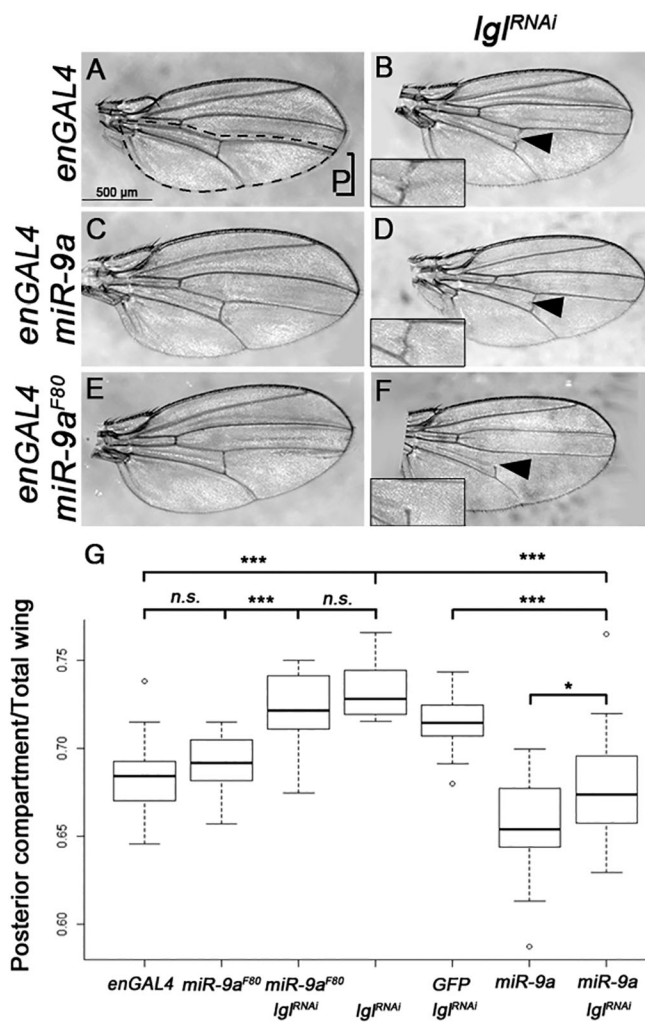 lgl^RNAi
enGAL4
A
500 µm
P
B
enGAL4
miR-9a
C
D
enGAL4
miR-9a^F80
E
F
G
***
***
n.s.
***
n.s.
***
*
Posterior compartment/Total wing
0.75
0.70
0.65
0.60
enGAL4
miR-9a^F80
miR-9a^F80
lgl^RNAi
lgl^RNAi
GFP
lgl^RNAi
miR-9a
miR-9a
lgl^RNAi